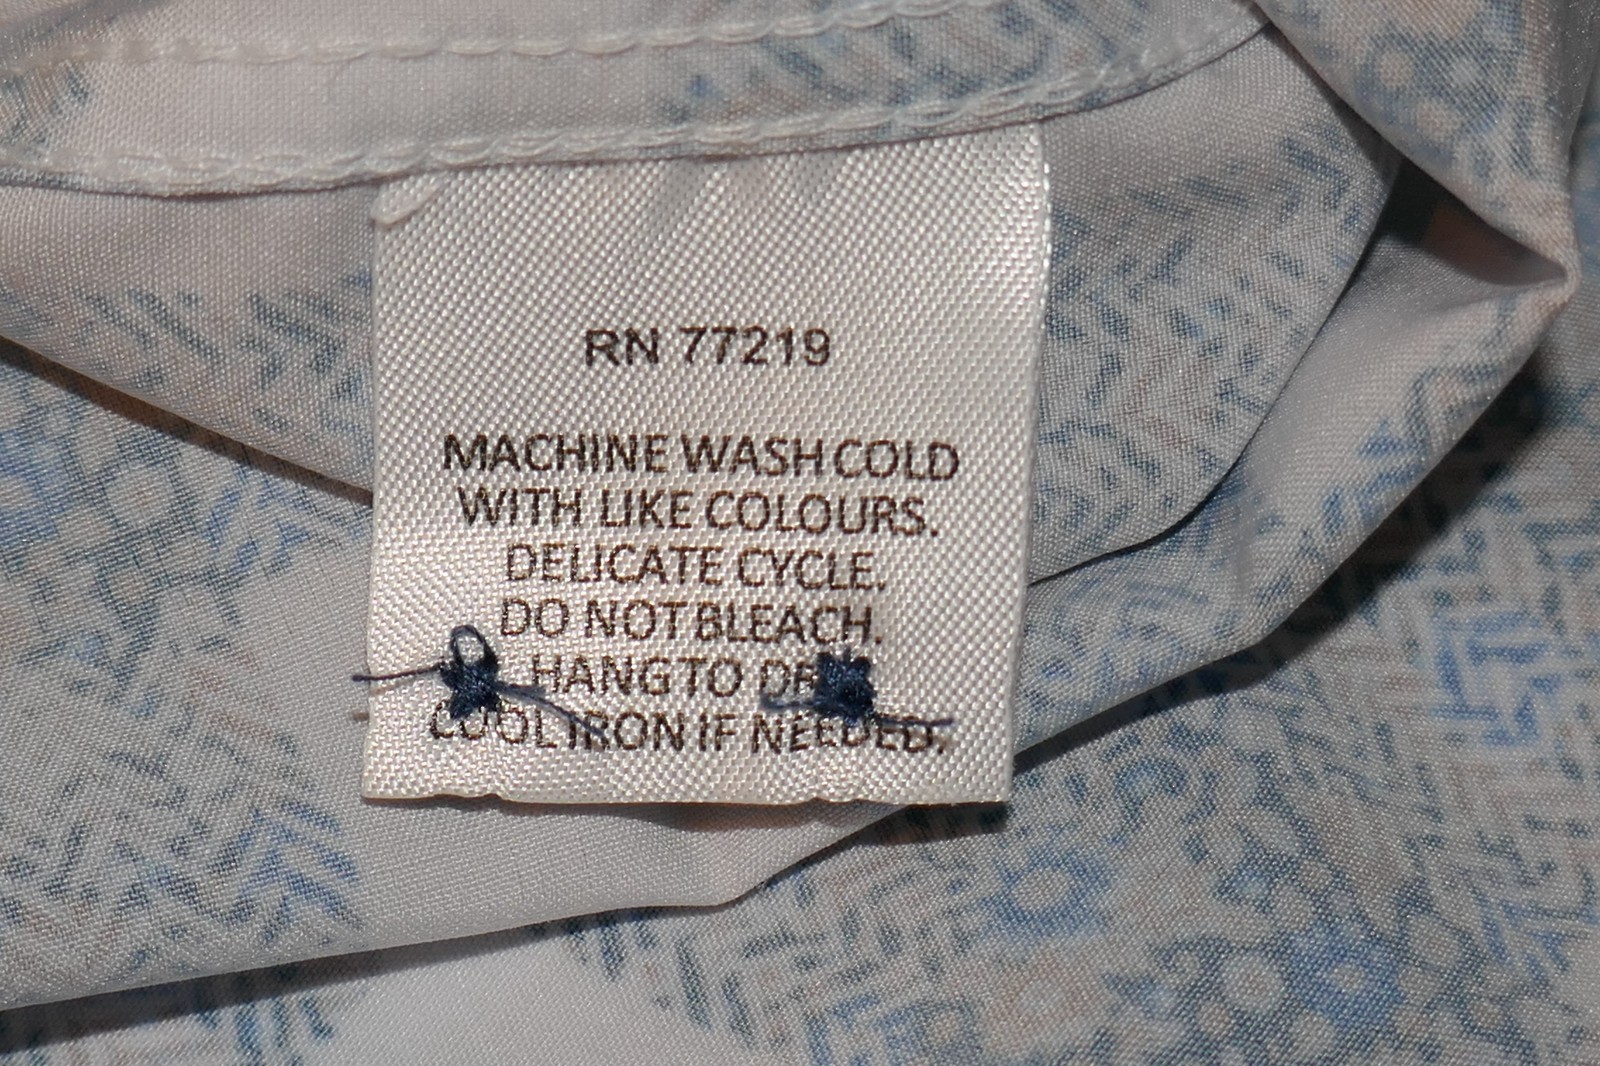 RN 77219
MACHINE WASH COLD
WITH LIKE COLOURS.
DELICATE CYCLE.
DO NOT BLEACH.
HANG TO
COOL IRON IF NEEDED.